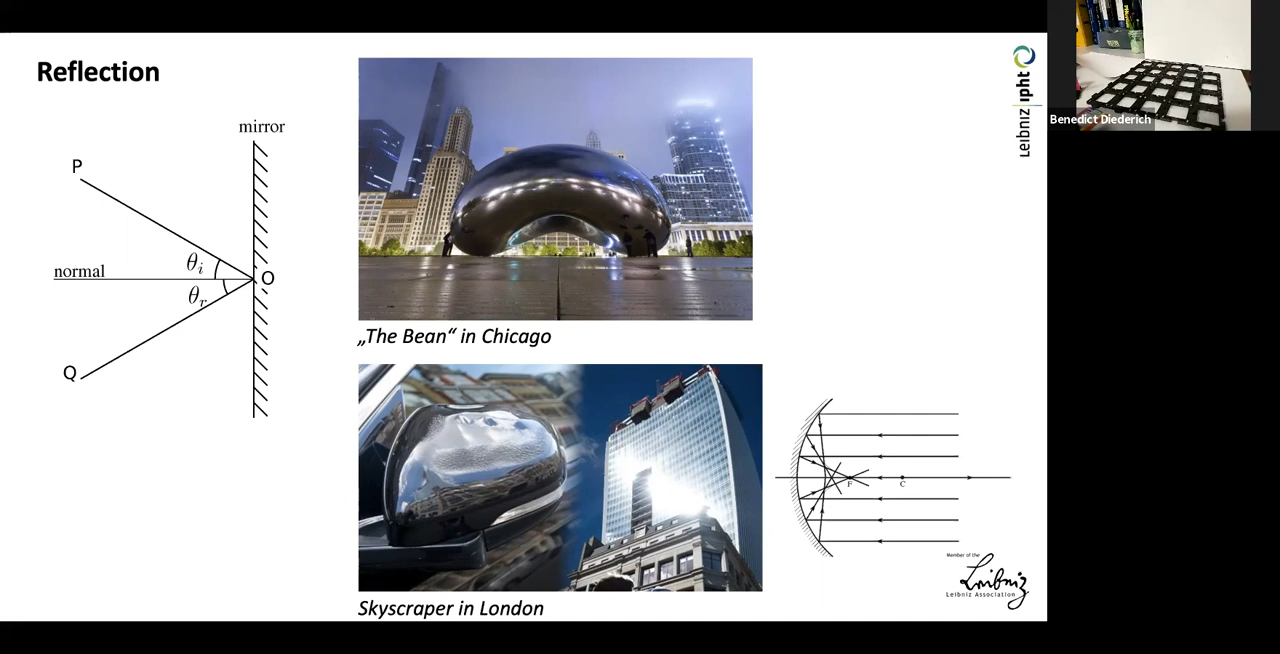 Reflection
mirror
P
θi
normal
O
θr
Q
„The Bean“ in Chicago
Skyscraper in London
F
C
Leibniz ipht
Member of the
Leibniz
Leibniz Association
Benedict Diederich